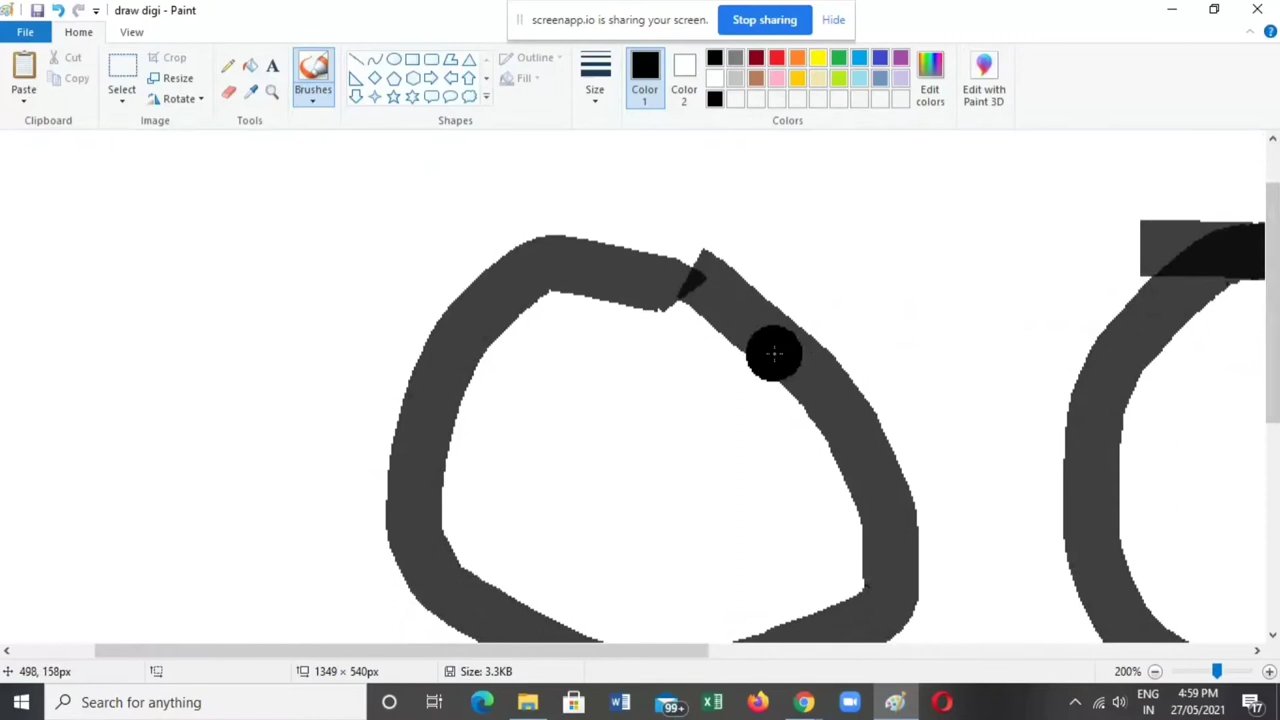 draw digi - Paint
screenapp.io is sharing your screen. Stop sharing Hide
File Home View
Paste Cut Copy
Select Crop Resize Rotate
Brushes
Outline Fill
Size
Color 1
Color 2
Edit colors
Edit with Paint 3D
Clipboard Image Tools Shapes Colors
498, 158px 1349 × 540px Size: 3.3KB 200%
Search for anything
99+
ENG IN
4:59 PM
27/05/2021
17